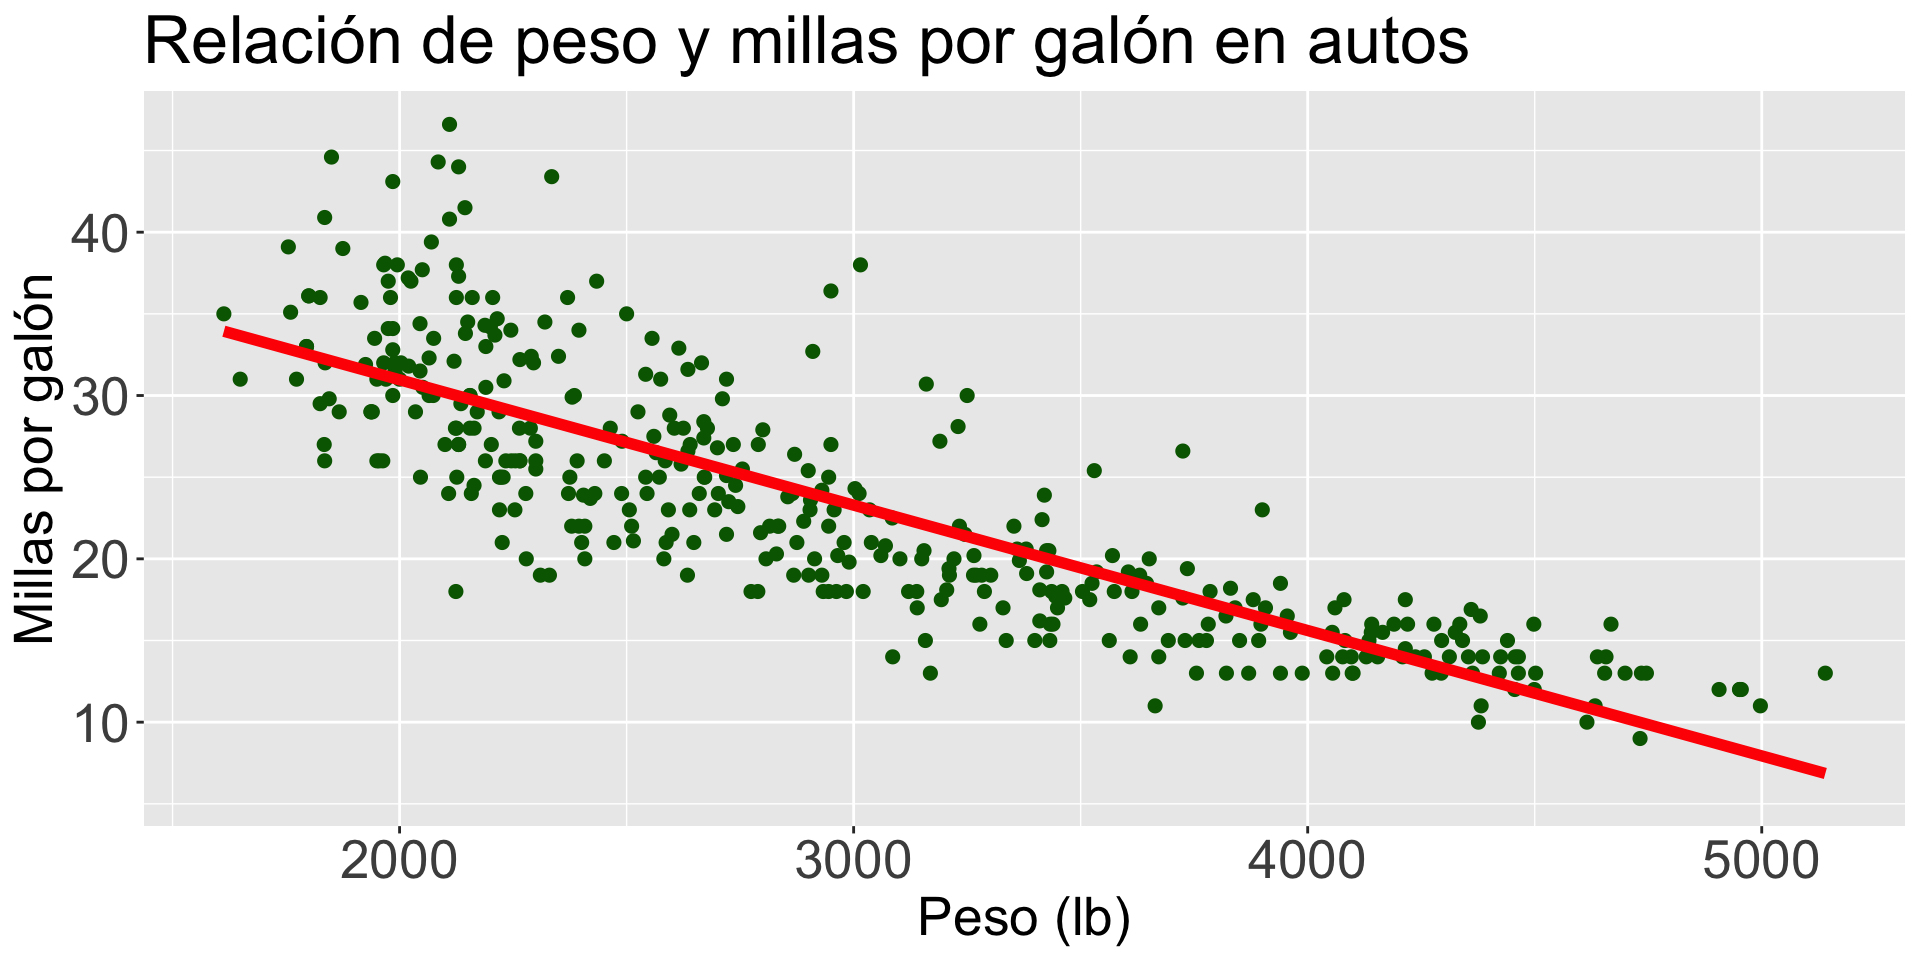 Relación de peso y millas por galón en autos
Millas por galón
40
30
20
10
2000 3000 4000 5000
Peso (lb)